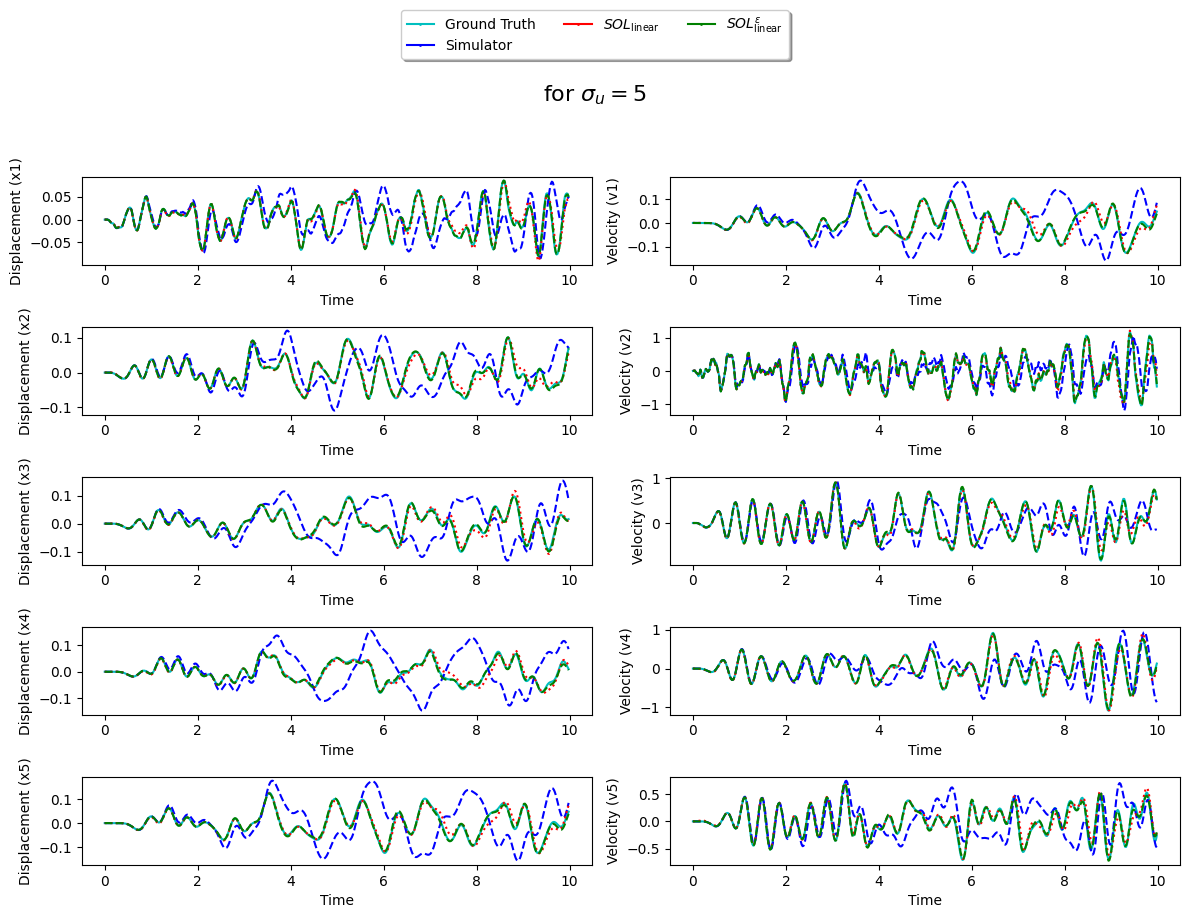 Ground Truth
Simulator
SOL_linear
SOL^ε_linear
for σ_u = 5
Displacement (x1)
0.05
0.00
−0.05
0 2 4 6 8 10
Time
Velocity (v1)
0.1
0.0
−0.1
0 2 4 6 8 10
Time
Displacement (x2)
0.1
0.0
−0.1
0 2 4 6 8 10
Time
Velocity (v2)
1
0
−1
0 2 4 6 8 10
Time
Displacement (x3)
0.1
0.0
−0.1
0 2 4 6 8 10
Time
Velocity (v3)
1
0
0 2 4 6 8 10
Time
Displacement (x4)
0.1
0.0
−0.1
0 2 4 6 8 10
Time
Velocity (v4)
1
0
−1
0 2 4 6 8 10
Time
Displacement (x5)
0.1
0.0
−0.1
0 2 4 6 8 10
Time
Velocity (v5)
0.5
0.0
−0.5
0 2 4 6 8 10
Time